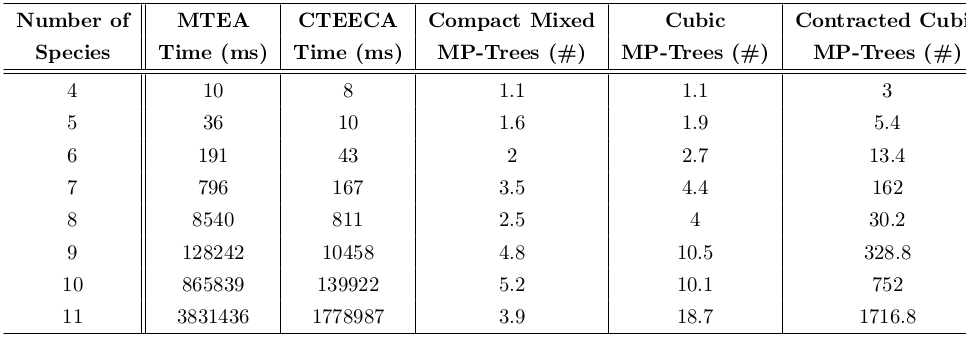 Number of MTEA CTEECA Compact Mixed Cubic Contracted Cubi
Species Time (ms) Time (ms) MP-Trees (#) MP-Trees (#) MP-Trees (#)
4 10 8 1.1 1.1 3
5 36 10 1.6 1.9 5.4
6 191 43 2 2.7 13.4
7 796 167 3.5 4.4 162
8 8540 811 2.5 4 30.2
9 128242 10458 4.8 10.5 328.8
10 865839 139922 5.2 10.1 752
11 3831436 1778987 3.9 18.7 1716.8